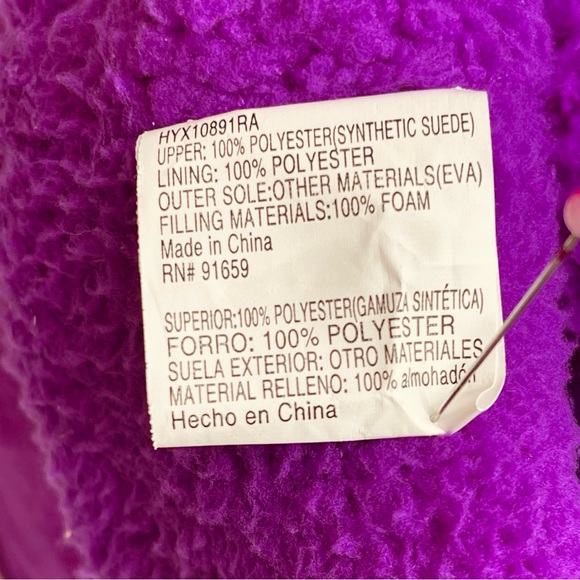 HYX10891RA
UPPER: 100% POLYESTER(SYNTHETIC SUEDE)
LINING: 100% POLYESTER
OUTER SOLE:OTHER MATERIALS(EVA)
FILLING MATERIALS:100% FOAM
Made in China
RN# 91659
SUPERIOR:100% POLYESTER(GAMUZA SINTÉTICA)
FORRO: 100% POLYESTER
SUELA EXTERIOR: OTRO MATERIALES
MATERIAL RELLENO: 100% almohadón
Hecho en China